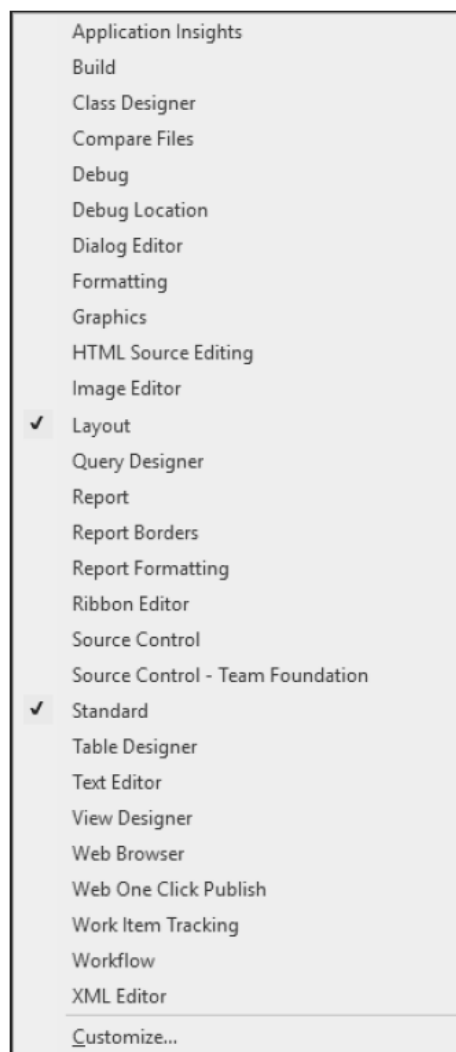 Application Insights
Build
Class Designer
Compare Files
Debug
Debug Location
Dialog Editor
Formatting
Graphics
HTML Source Editing
Image Editor
Layout
Query Designer
Report
Report Borders
Report Formatting
Ribbon Editor
Source Control
Source Control - Team Foundation
Standard
Table Designer
Text Editor
View Designer
Web Browser
Web One Click Publish
Work Item Tracking
Workflow
XML Editor
Customize...